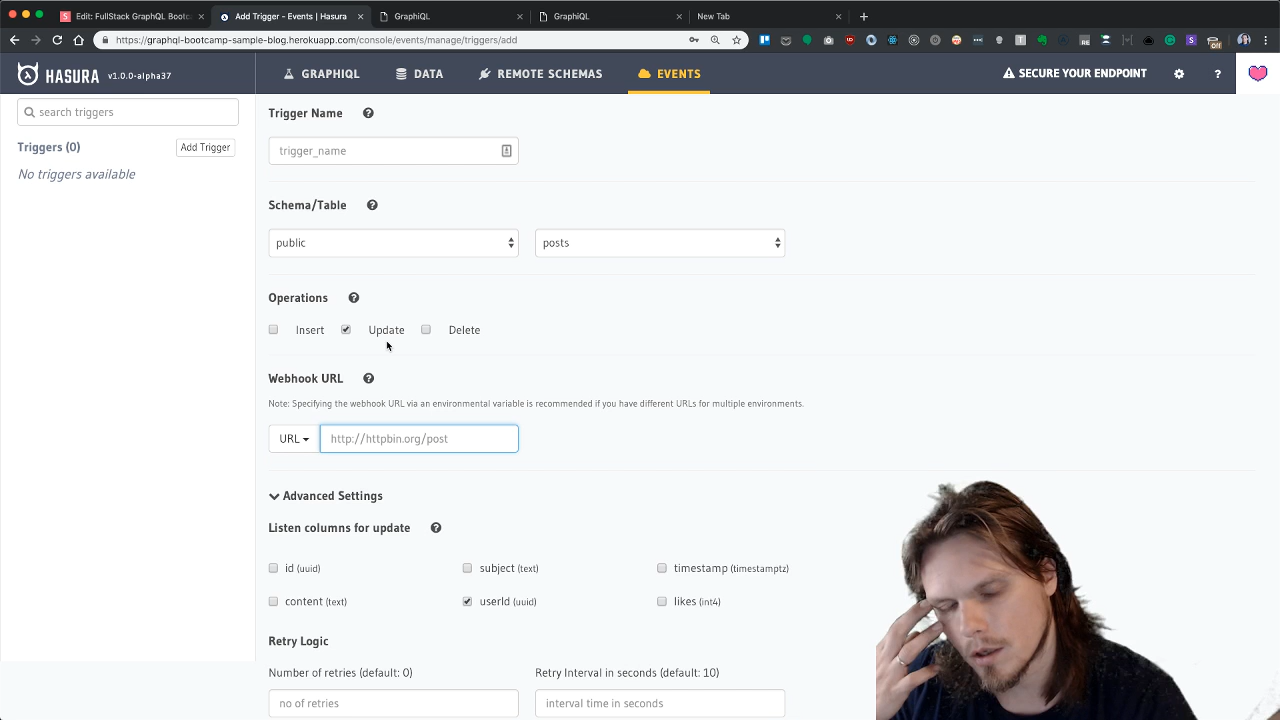 Edit: FullStack GraphQL Bootc
Add Trigger - Events | Hasura
GraphiQL
GraphiQL
New Tab
https://graphql-bootcamp-sample-blog.herokuapp.com/console/events/manage/triggers/add
HASURA v1.0.0-alpha37
GRAPHIQL
DATA
REMOTE SCHEMAS
EVENTS
SECURE YOUR ENDPOINT
?
search triggers
Triggers (0)
Add Trigger
No triggers available
Trigger Name ?
trigger_name
Schema/Table ?
public
posts
Operations ?
Insert Update Delete
Webhook URL ?
Note: Specifying the webhook URL via an environmental variable is recommended if you have different URLs for multiple environments.
URL http://httpbin.org/post
Advanced Settings
Listen columns for update ?
id (uuid) subject (text) timestamp (timestamptz)
content (text) userId (uuid) likes (int4)
Retry Logic
Number of retries (default: 0) Retry Interval in seconds (default: 10)
no of retries interval time in seconds